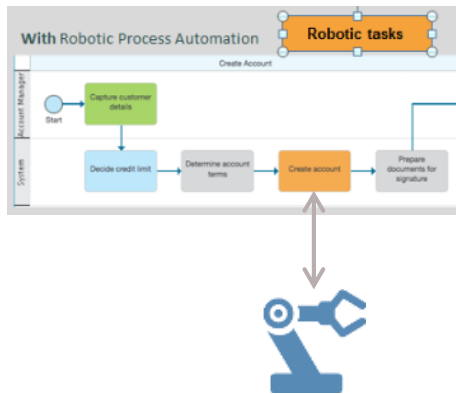 Robotic tasks
With Robotic Process Automation
Create Account
Account Manager
Capture customer
details
Start
System
Decide credit limit
Determine account
terms
Create account
Prepare
documents for
signature